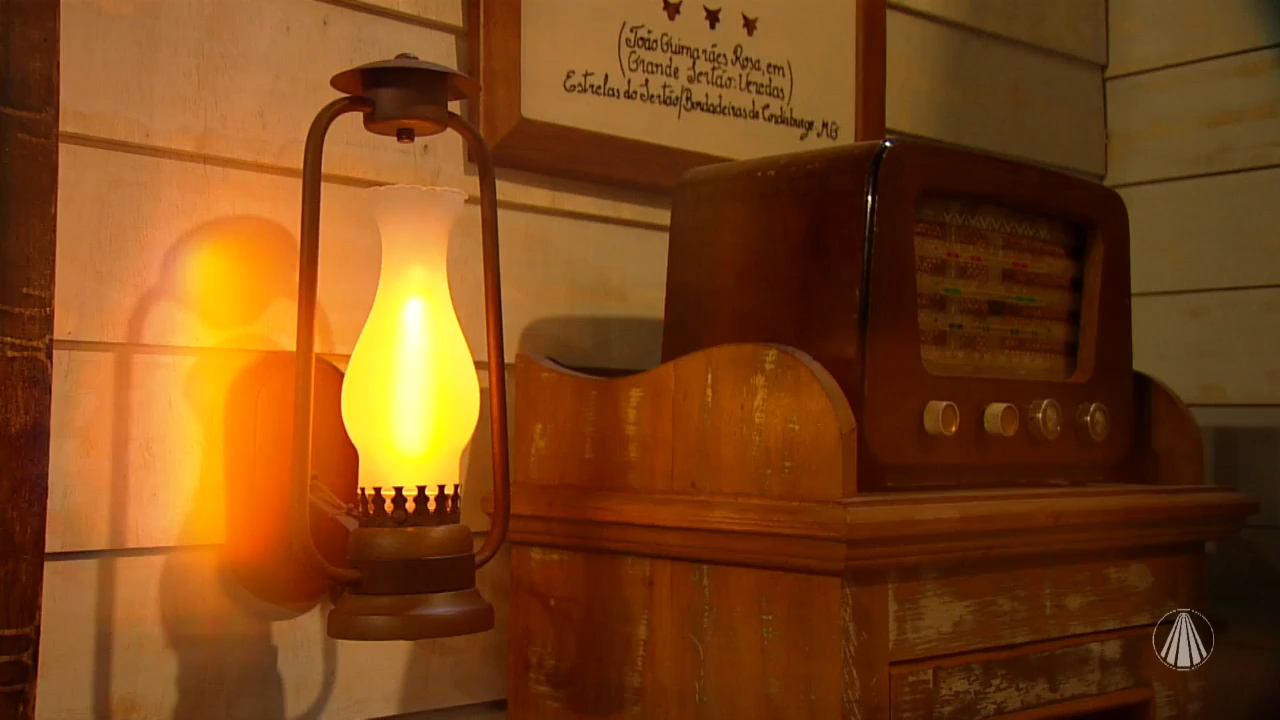 (João Guimarães Rosa, em
Grande Sertão: Veredas)
Estrelas do Sertão/Bordadeiras de Cordisburgo-MG